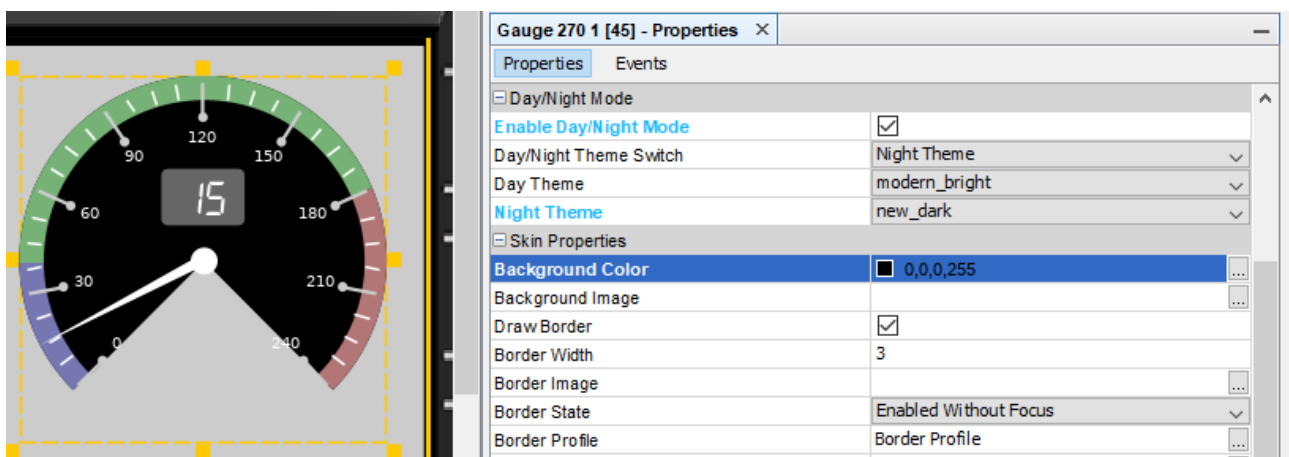 120
90 150
15
60 180
30 210
0 240
Gauge 270 1 [45] - Properties
Properties Events
Day/Night Mode
Enable Day/Night Mode
Day/Night Theme Switch Night Theme
Day Theme modern_bright
Night Theme new_dark
Skin Properties
Background Color 0,0,0,255 ...
Background Image ...
Draw Border
Border Width 3
Border Image ...
Border State Enabled Without Focus
Border Profile Border Profile ...